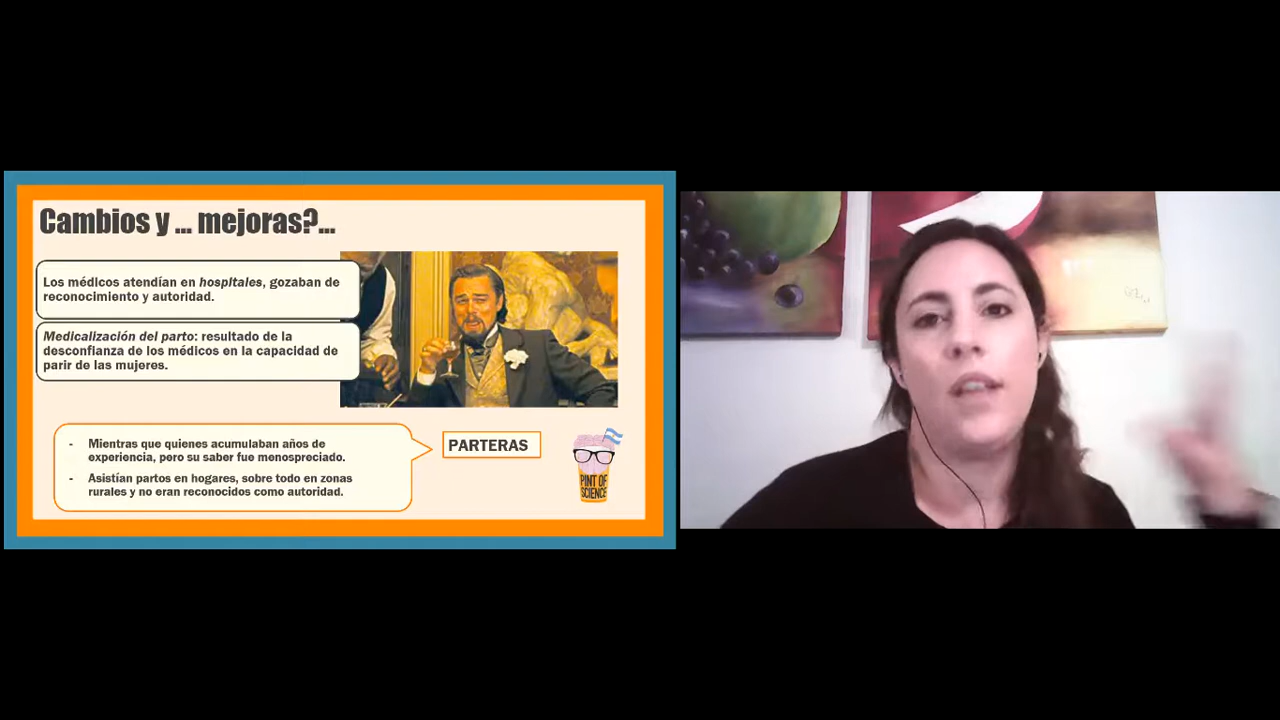 Cambios y ... mejoras?...
Los médicos atendían en hospitales, gozaban de
reconocimiento y autoridad.
Medicalización del parto: resultado de la
desconfianza de los médicos en la capacidad de
parir de las mujeres.
- Mientras que quienes acumulaban años de
experiencia, pero su saber fue menospreciado.
- Asistían partos en hogares, sobre todo en zonas
rurales y no eran reconocidos como autoridad.
PARTERAS
PINT OF
SCIENCE